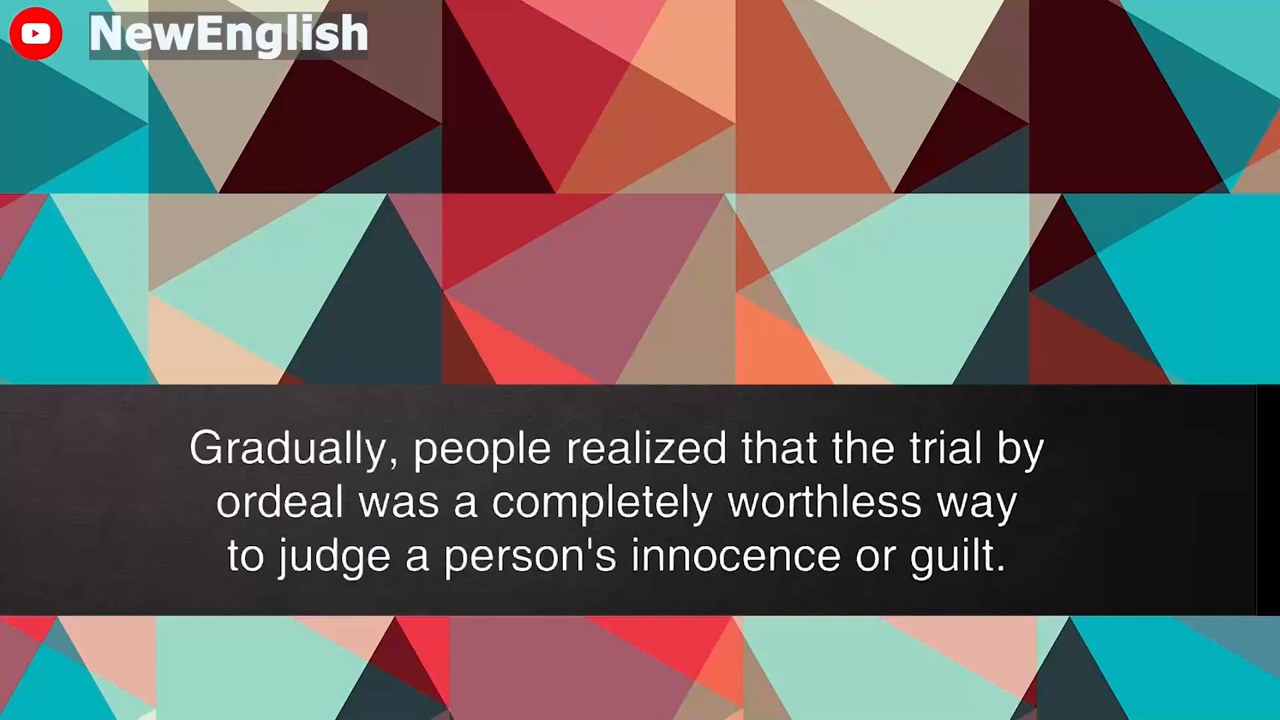 NewEnglish
Gradually, people realized that the trial by
ordeal was a completely worthless way
to judge a person's innocence or guilt.